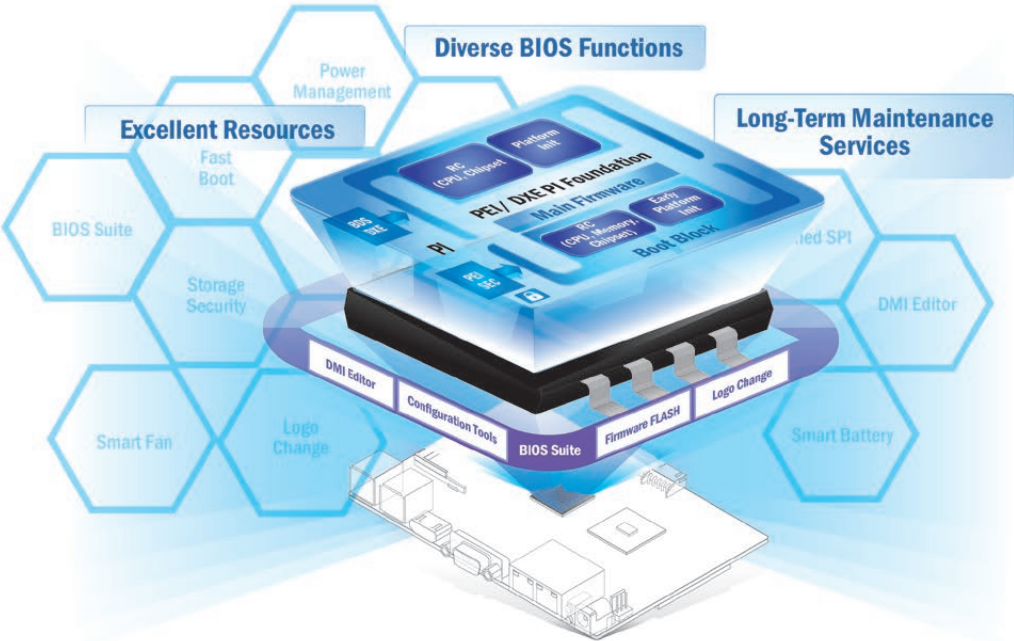 Diverse BIOS Functions
Power
Management
Excellent Resources
Long-Term Maintenance
Services
Fast
Boot
BIOS Suite
Storage
Security
Smart Fan
Logo
Change
SPI
DMI Editor
Smart Battery
RC
(CPU, Chipset
Platform
Init
PEI/ DXE PI Foundation
Main Firmware
BDS
DXE
PI
RC
(CPU, Memory,
Chipset)
Early
Platform
Init
Boot Block
PEI
SEC
DMI Editor
Configuration Tools
BIOS Suite
Firmware FLASH
Logo Change